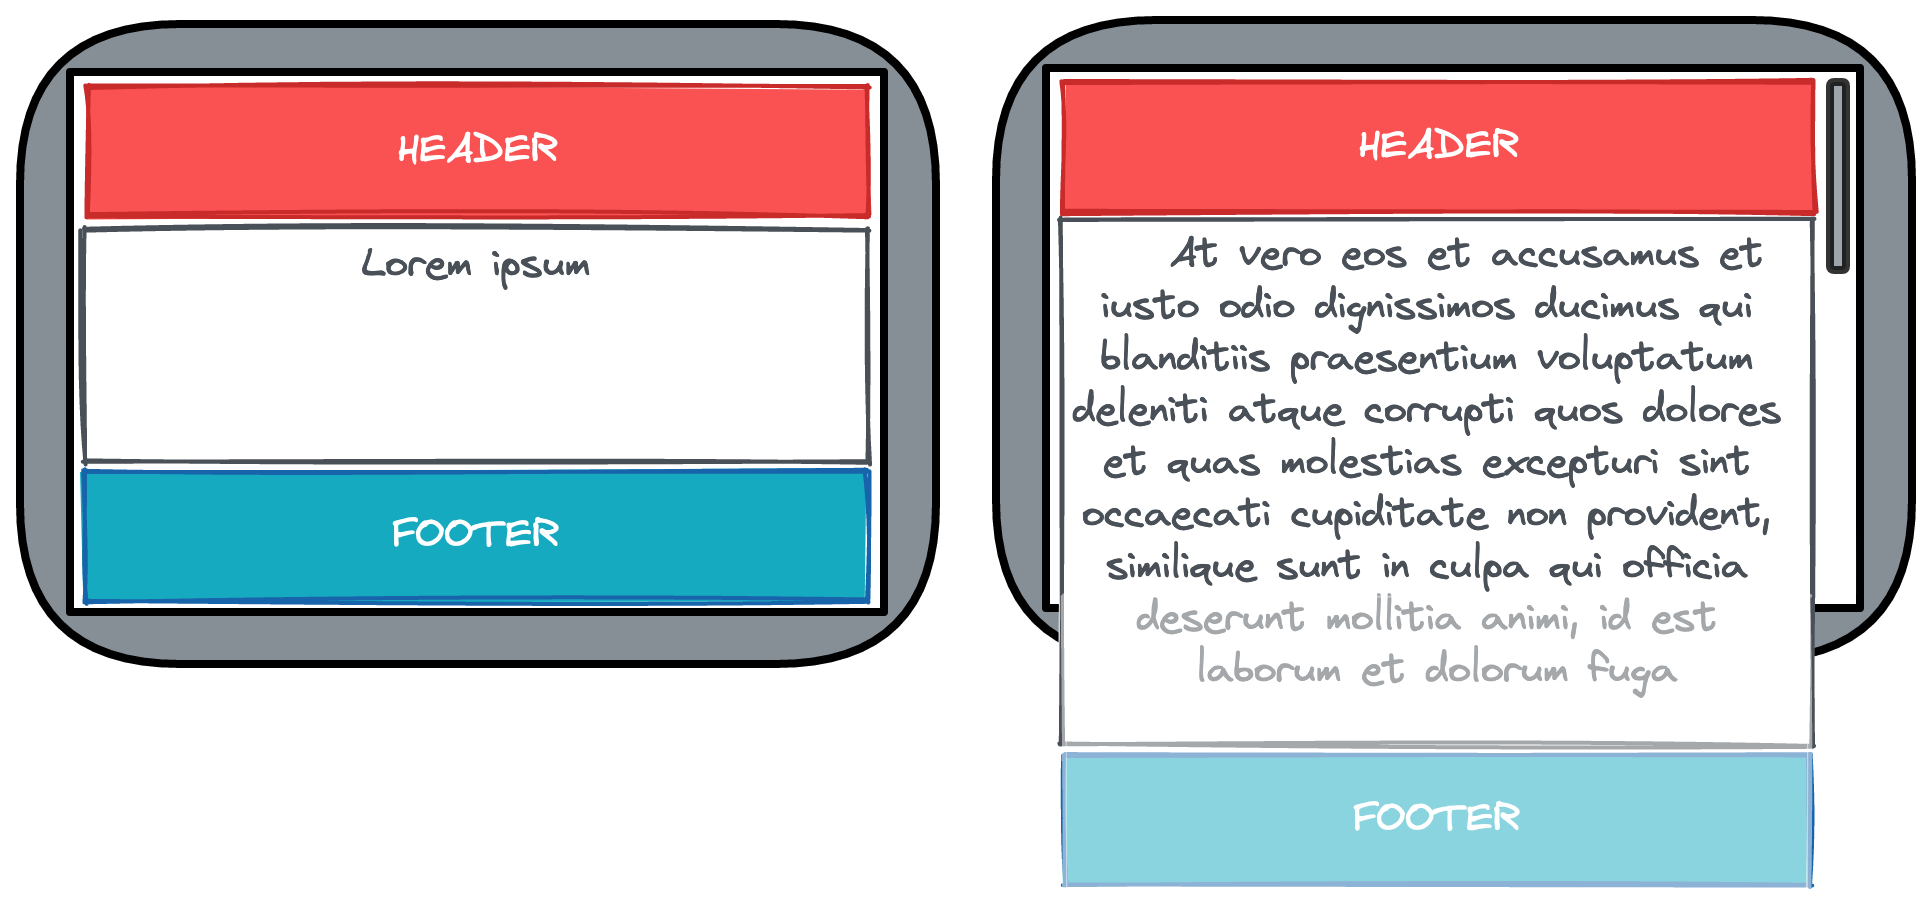 HEADER
Lorem ipsum
FOOTER
HEADER
At vero eos et accusamus et
iusto odio dignissimos ducimus qui
blanditiis praesentium voluptatum
deleniti atque corrupti quos dolores
et quas molestias excepturi sint
occaecati cupiditate non provident,
similique sunt in culpa qui officia
deserunt mollitia animi, id est
laborum et dolorum fuga
FOOTER